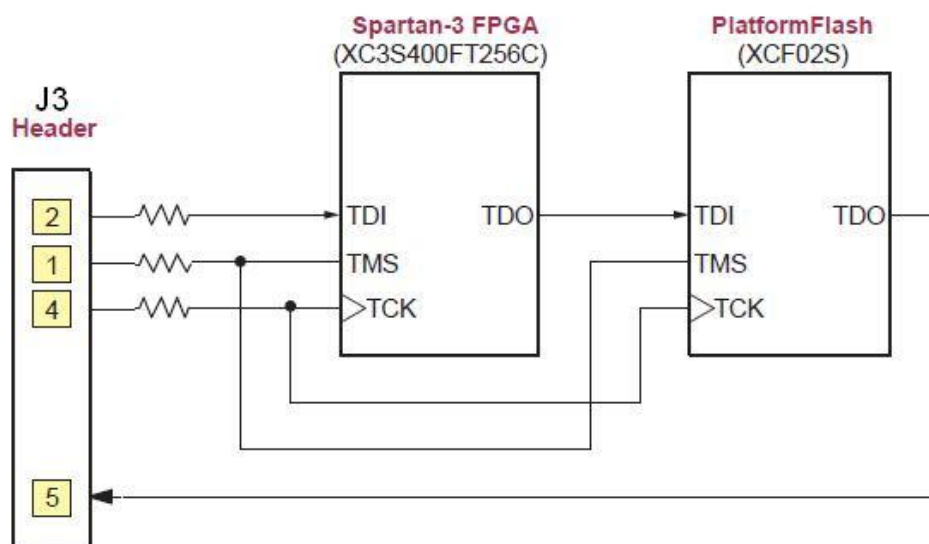 Spartan-3 FPGA
(XC3S400FT256C)
PlatformFlash
(XCF02S)
J3
Header
2
TDI
TDO
TDI
TDO
1
TMS
TMS
4
TCK
TCK
5